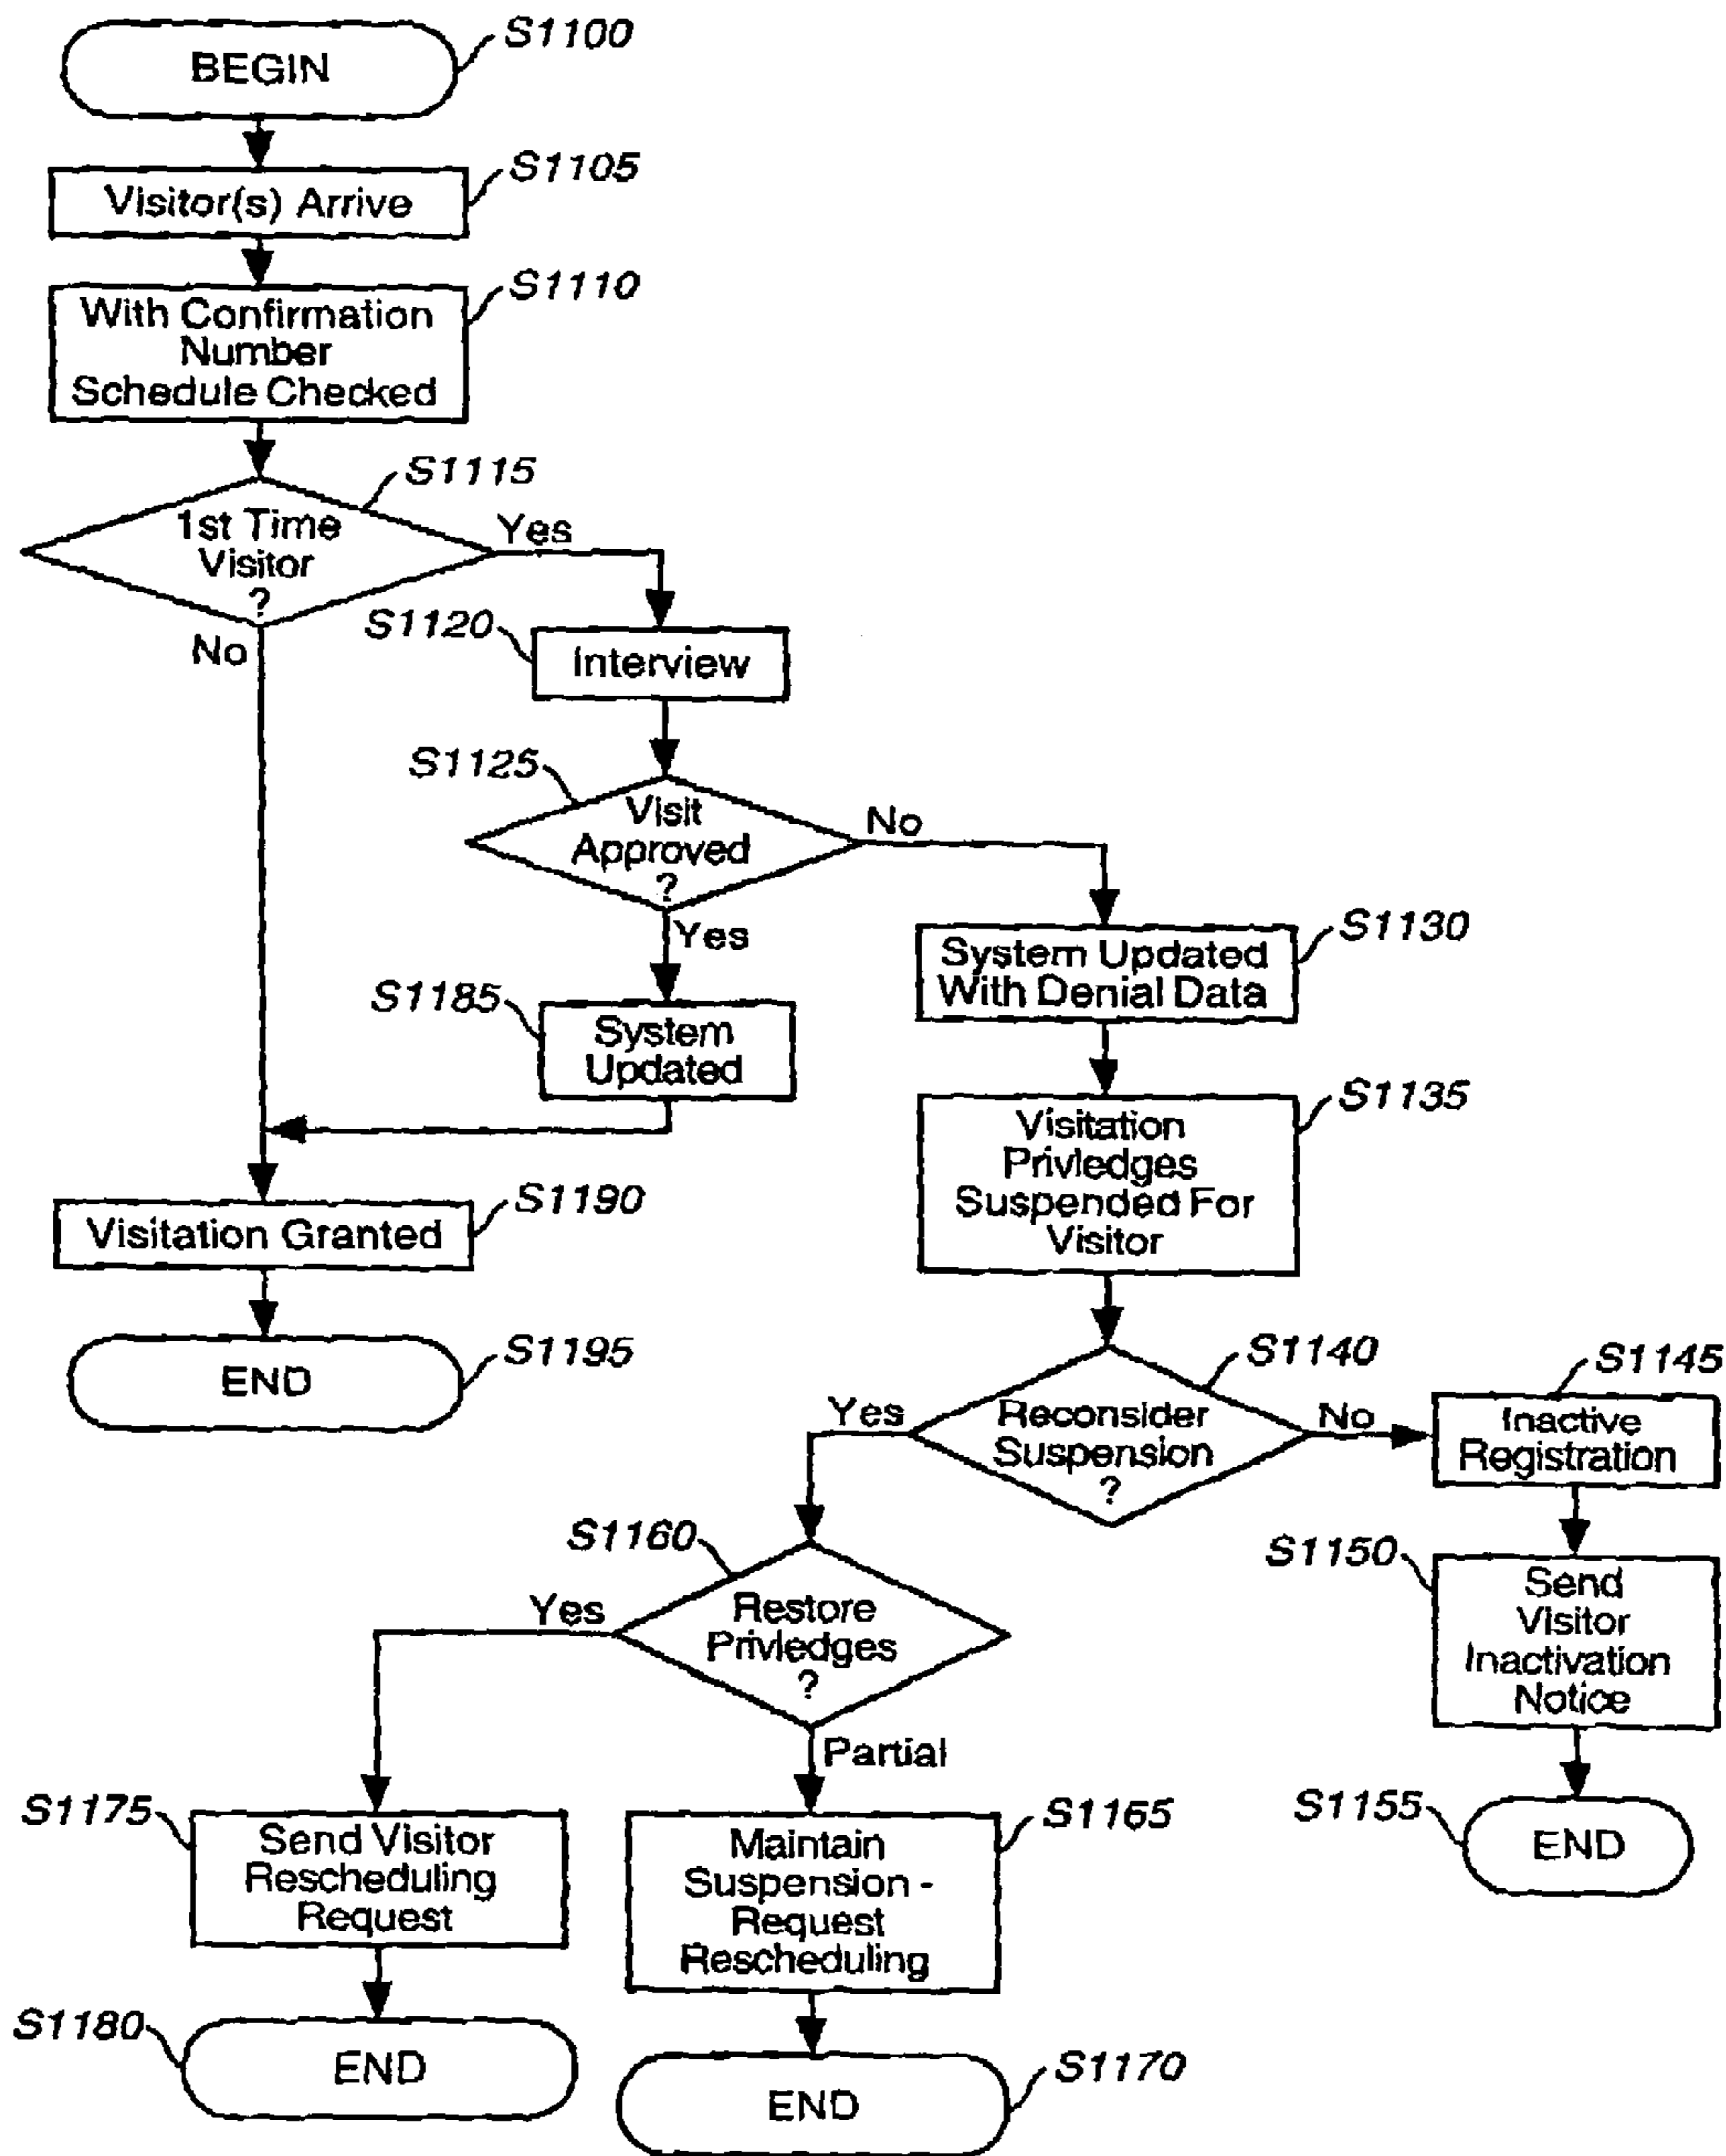 S1100
BEGIN
S1105
Visitor(s) Arrive
S1110
With Confirmation
Number
Schedule Checked
S1115
1st Time
Visitor
?
Yes
No
S1120
Interview
S1125
Visit
Approved
?
No
Yes
S1130
System Updated
With Denial Data
S1185
System
Updated
S1135
Visitation
Privledges
Suspended For
Visitor
S1190
Visitation Granted
S1195
END
S1140
Reconsider
Suspension
?
Yes
No
S1145
Inactive
Registration
S1150
Send
Visitor
Inactivation
Notice
S1155
END
S1160
Restore
Privledges
?
Yes
Partial
S1175
Send Visitor
Rescheduling
Request
S1165
Maintain
Suspension -
Request
Rescheduling
S1180
END
S1170
END